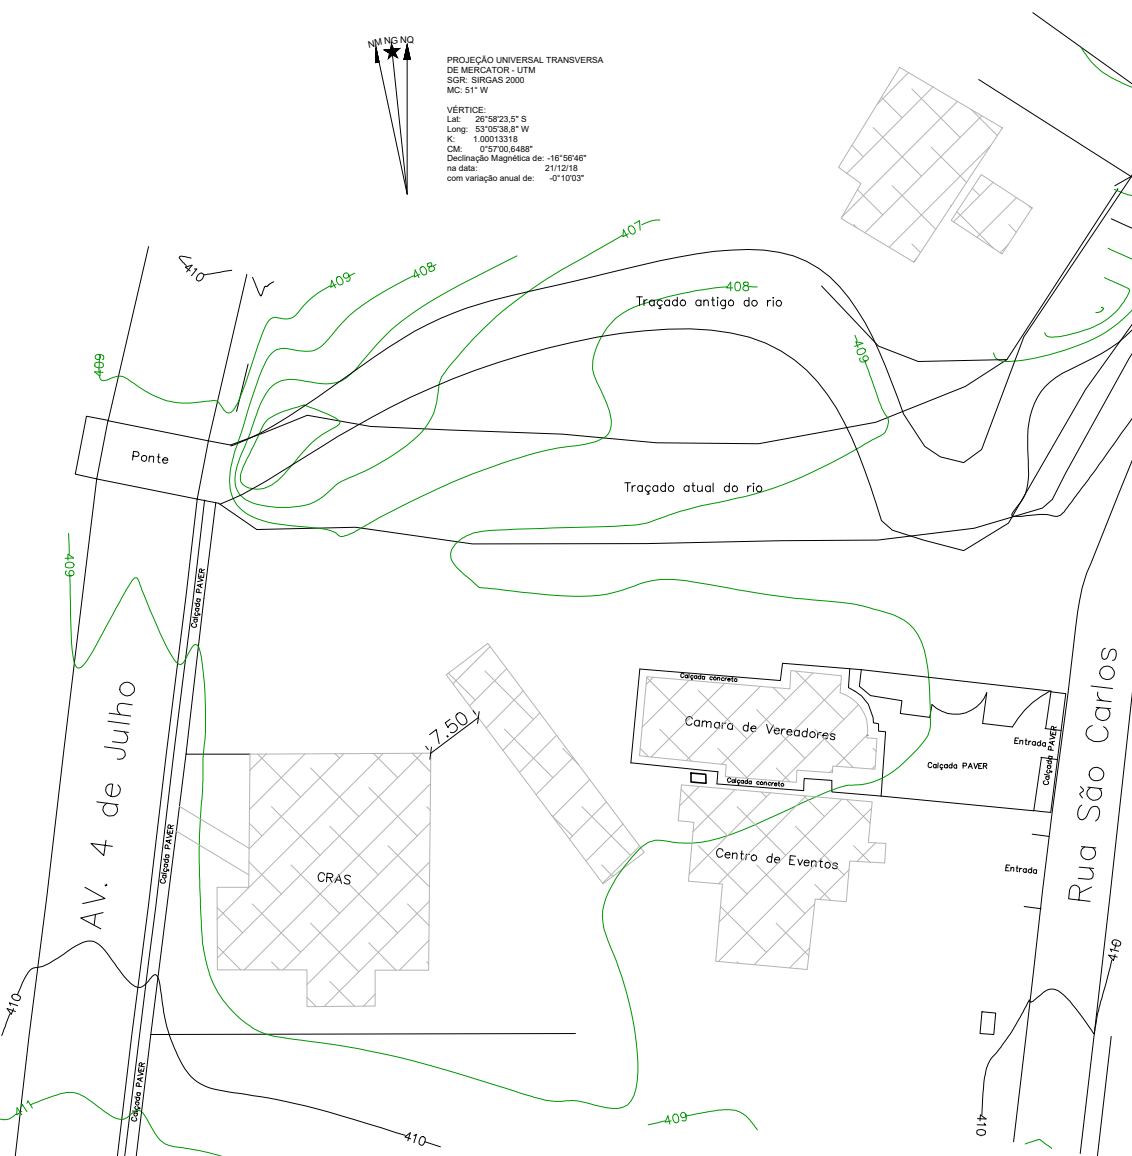 NM NG NQ
PROJEÇÃO UNIVERSAL TRANSVERSA
DE MERCATOR - UTM
SGR: SIRGAS 2000
MC: 51° W
VÉRTICE:
Lat: 26°58'23,5" S
Long: 53°05'38,8" W
K: 1.00013318
CM: 0°57'00,6488"
Declinação Magnética de: -16°56'46"
na data: 21/12/18
com variação anual de: -0°10'03"
407
410
409
408
408
Traçado antigo do rio
409
409
Ponte
Traçado atual do rio
409
Calçada PAVER
AV. 4 de Julho
7.50
Calçada concreto
Camara de Vereadores
Calçada concreto
Entrada
Calçada PAVER
Calçada PAVER
Rua São Carlos
Centro de Eventos
Entrada
CRAS
Calçada PAVER
410
410
Calçada PAVER
411
410
409
410